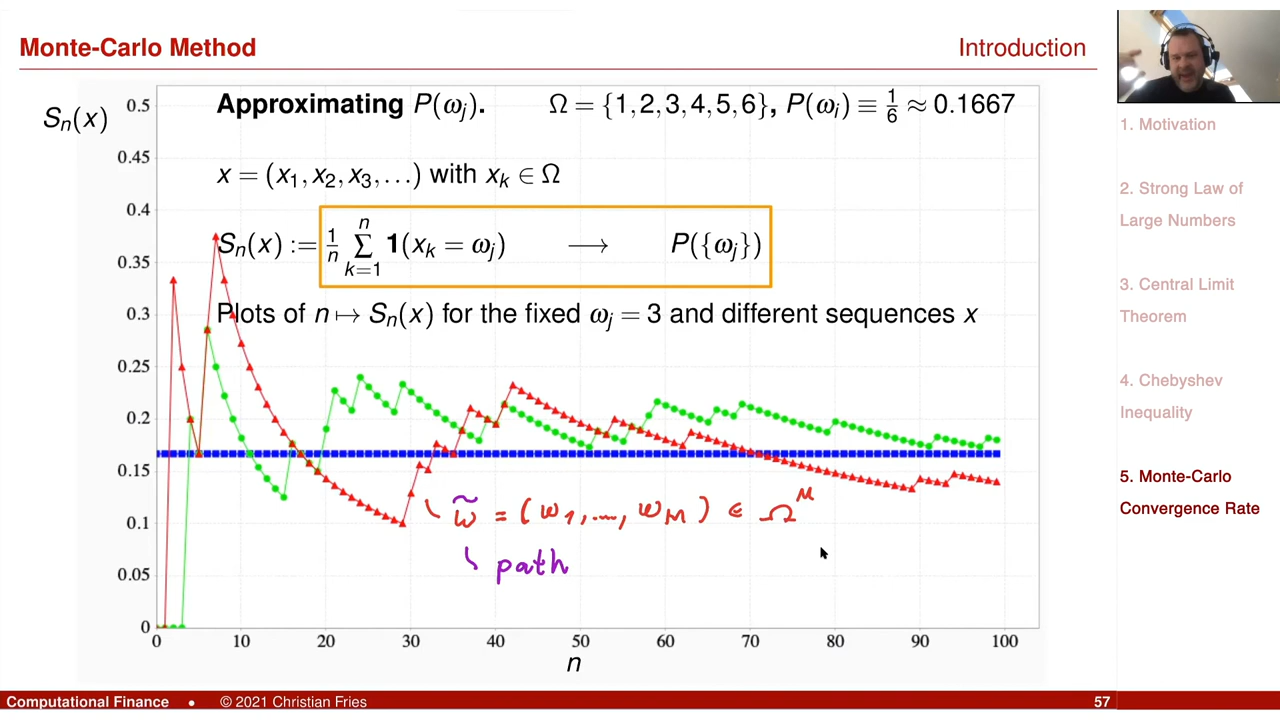 Monte-Carlo Method
Introduction
Sₙ(x)
Approximating P(ωⱼ). Ω = {1,2,3,4,5,6}, P(ωᵢ) ≡ 1/6 ≈ 0.1667
x = (x₁, x₂, x₃, ...) with xₖ ∈ Ω
Sₙ(x) := 1/n ∑ₖ₌₁ⁿ 𝟏(xₖ = ωⱼ) ⟶ P({ωⱼ})
Plots of n ↦ Sₙ(x) for the fixed ωⱼ = 3 and different sequences x
0.5
0.45
0.4
0.35
0.3
0.25
0.2
0.15
0.1
0.05
0
ω̃ = (ω₁, ..., ω_M) ∈ Ω^M
path
0 10 20 30 40 50 60 70 80 90 100
n
1. Motivation
2. Strong Law of
Large Numbers
3. Central Limit
Theorem
4. Chebyshev
Inequality
5. Monte-Carlo
Convergence Rate
Computational Finance • © 2021 Christian Fries 57